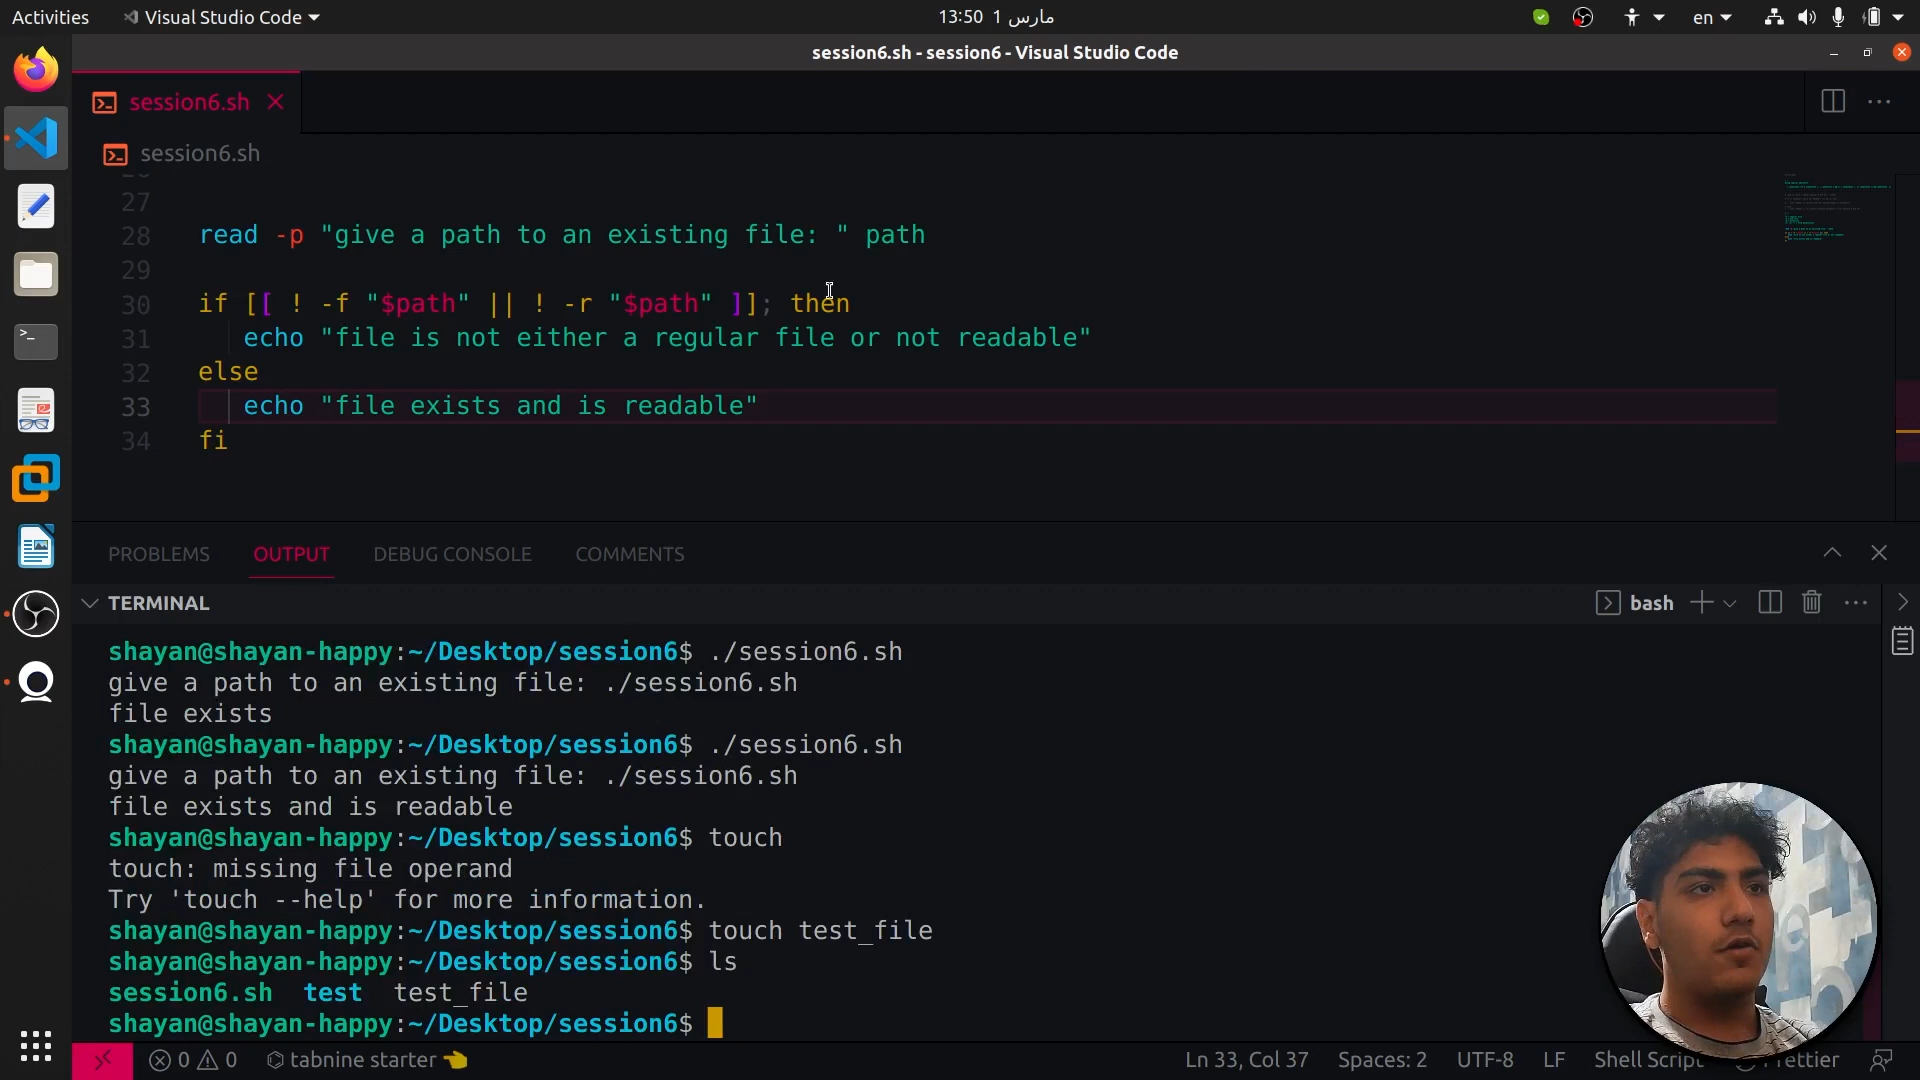 Activities
Visual Studio Code
13:50 1 مارس
en
session6.sh - session6 - Visual Studio Code
session6.sh
session6.sh
27
28 read -p "give a path to an existing file: " path
29
30 if [[ ! -f "$path" || ! -r "$path" ]]; then
31 echo "file is not either a regular file or not readable"
32 else
33 echo "file exists and is readable"
34 fi
PROBLEMS OUTPUT DEBUG CONSOLE COMMENTS
TERMINAL
bash
shayan@shayan-happy:~/Desktop/session6$ ./session6.sh
give a path to an existing file: ./session6.sh
file exists
shayan@shayan-happy:~/Desktop/session6$ ./session6.sh
give a path to an existing file: ./session6.sh
file exists and is readable
shayan@shayan-happy:~/Desktop/session6$ touch
touch: missing file operand
Try 'touch --help' for more information.
shayan@shayan-happy:~/Desktop/session6$ touch test_file
shayan@shayan-happy:~/Desktop/session6$ ls
session6.sh test test_file
shayan@shayan-happy:~/Desktop/session6$
0 0 tabnine starter Ln 33, Col 37 Spaces: 2 UTF-8 LF Shell Script Prettier